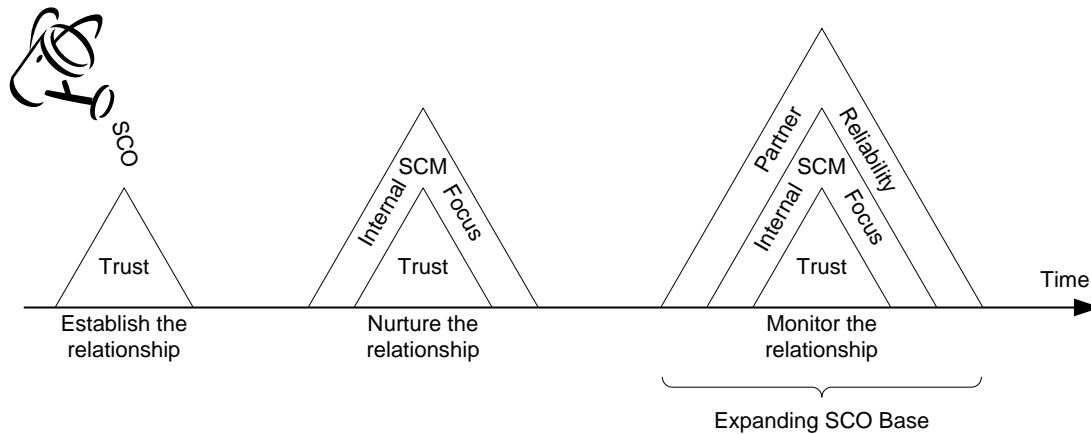 SCO
Trust
Establish the
relationship
SCM
Internal
Focus
Trust
Nurture the
relationship
Partner
Reliability
SCM
Internal
Focus
Trust
Monitor the
relationship
Time
Expanding SCO Base